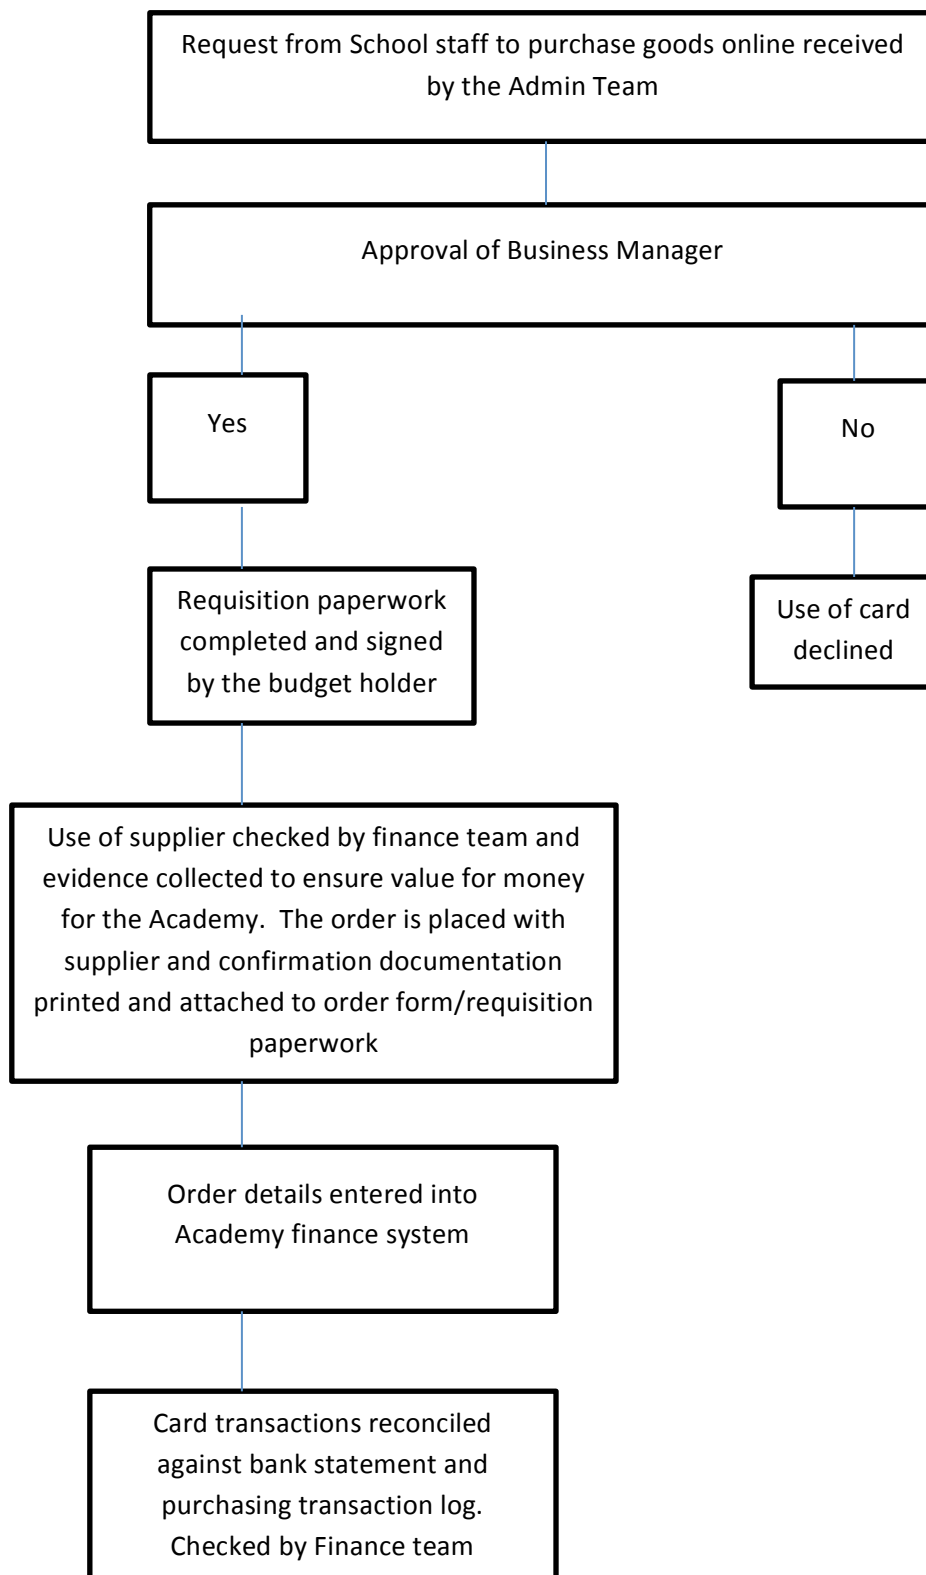 Request from School staff to purchase goods online received
by the Admin Team
Approval of Business Manager
Yes
No
Requisition paperwork
completed and signed
by the budget holder
Use of card
declined
Use of supplier checked by finance team and
evidence collected to ensure value for money
for the Academy.  The order is placed with
supplier and confirmation documentation
printed and attached to order form/requisition
paperwork
Order details entered into
Academy finance system
Card transactions reconciled
against bank statement and
purchasing transaction log.
Checked by Finance team